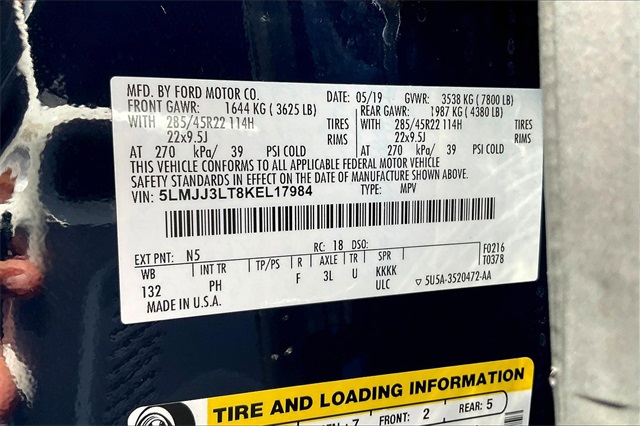 MFD. BY FORD MOTOR CO. DATE: 05/19 GVWR: 3538 KG ( 7800 LB)
FRONT GAWR: 1644 KG ( 3625 LB) REAR GAWR: 1987 KG ( 4380 LB)
WITH 285/45R22 114H TIRES WITH 285/45R22 114H TIRES
22x9.5J RIMS 22x9.5J RIMS
AT 270 kPa/ 39 PSI COLD AT 270 kPa/ 39 PSI COLD
THIS VEHICLE CONFORMS TO ALL APPLICABLE FEDERAL MOTOR VEHICLE
SAFETY STANDARDS IN EFFECT ON THE DATE OF MANUFACTURE SHOWN ABOVE.
VIN: 5LMJJ3LT8KEL17984 TYPE: MPV
EXT PNT: N5 RC: 18 DSO: F0216
WB INT TR TP/PS R AXLE TR SPR T0378
132 PH F 3L U KKKK
ULC 5U5A-3520472-AA
MADE IN U.S.A.
TIRE AND LOADING INFORMATION
7 FRONT: 2 REAR: 5